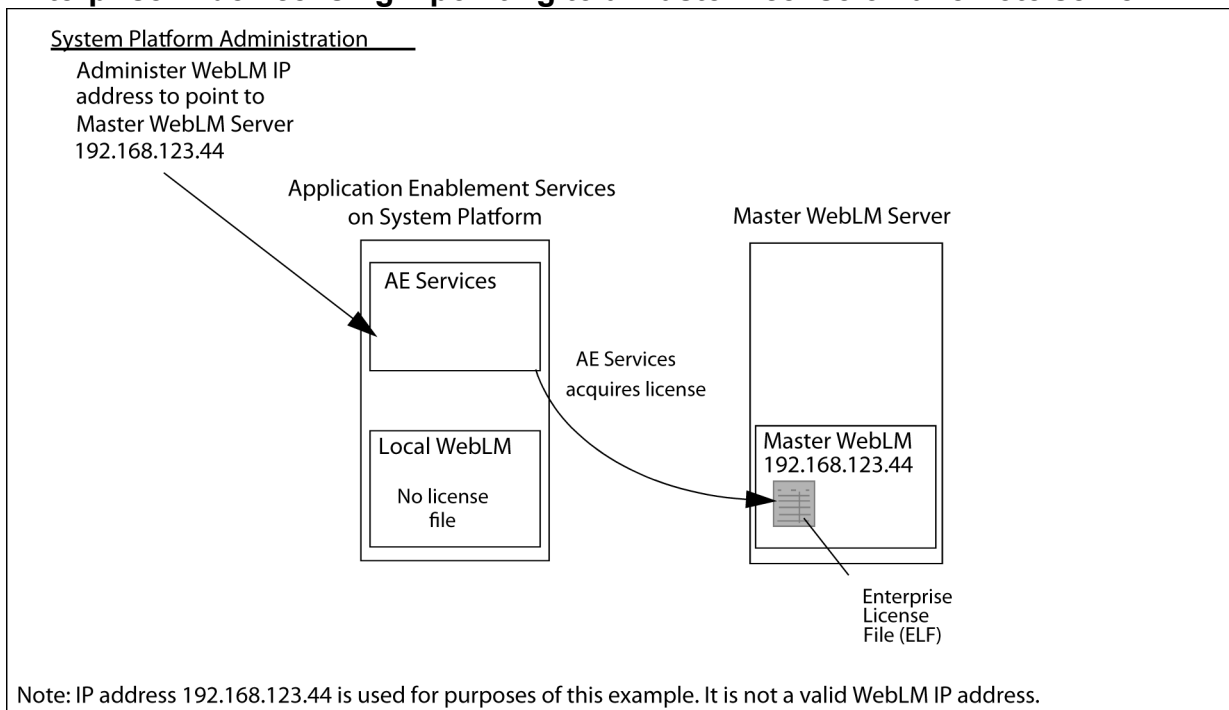 System Platform Administration
Administer WebLM IP
address to point to
Master WebLM Server
192.168.123.44
Application Enablement Services
on System Platform
Master WebLM Server
AE Services
AE Services
acquires license
Local WebLM
No license
file
Master WebLM
192.168.123.44
Enterprise
License
File (ELF)
Note: IP address 192.168.123.44 is used for purposes of this example. It is not a valid WebLM IP address.